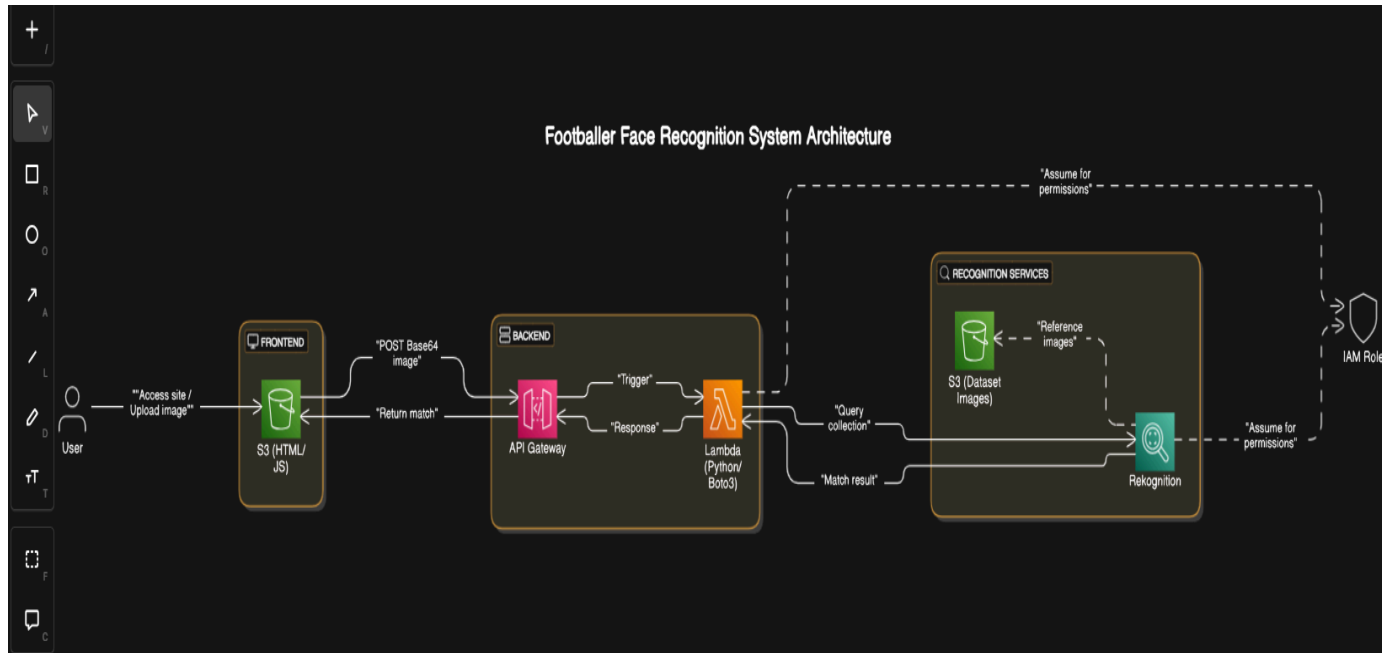 /
V
R
O
A
L
D
T
T
F
C
Footballer Face Recognition System Architecture
"Assume for
permissions"
RECOGNITION SERVICES
"Reference
images"
S3 (Dataset
Images)
IAM Role
BACKEND
FRONTEND
"POST Base64
image"
"Trigger"
""Access site /
Upload image""
"Return match"
"Response"
"Query
collection"
"Assume for
permissions"
User
S3 (HTML/
JS)
API Gateway
Lambda
(Python/
Boto3)
"Match result"
Rekognition